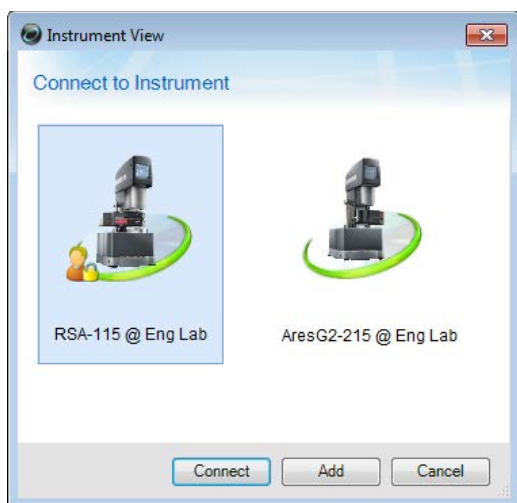 Instrument View
Connect to Instrument
RSA-115 @ Eng Lab
AresG2-215 @ Eng Lab
Connect
Add
Cancel